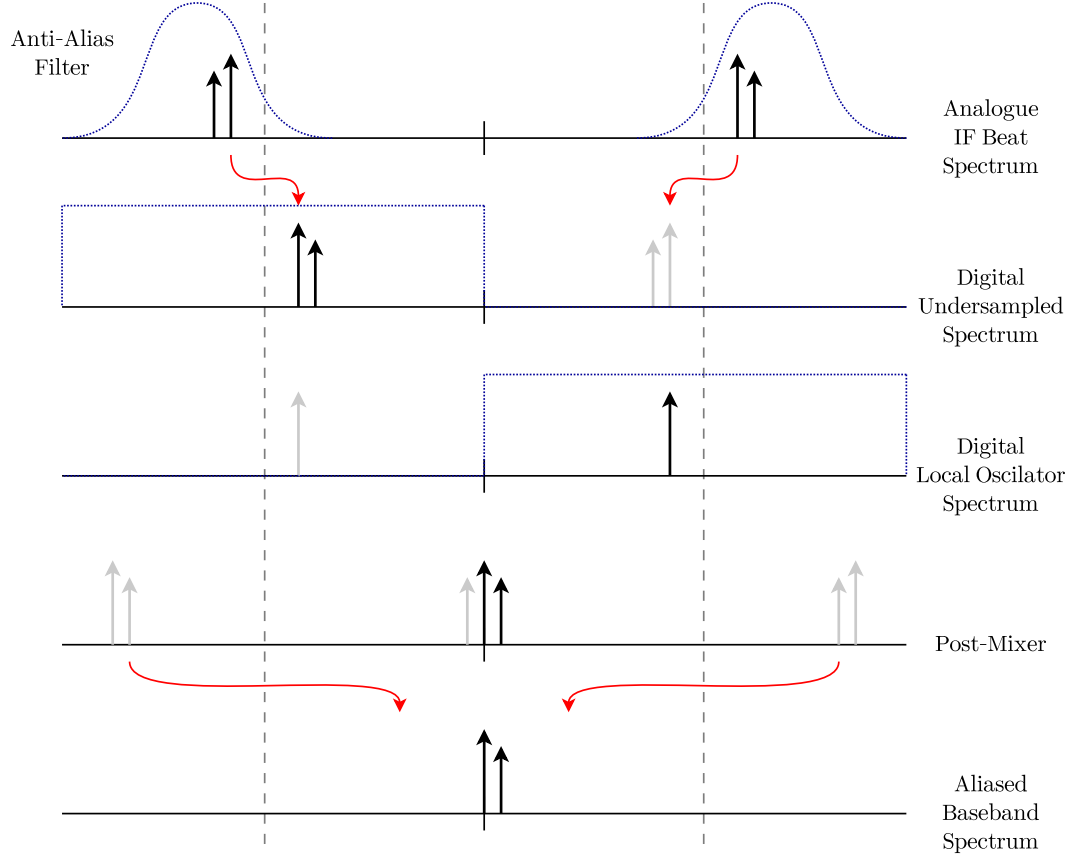 Anti-Alias
Filter
Analogue
IF Beat
Spectrum
Digital
Undersampled
Spectrum
Digital
Local Oscilator
Spectrum
Post-Mixer
Aliased
Baseband
Spectrum